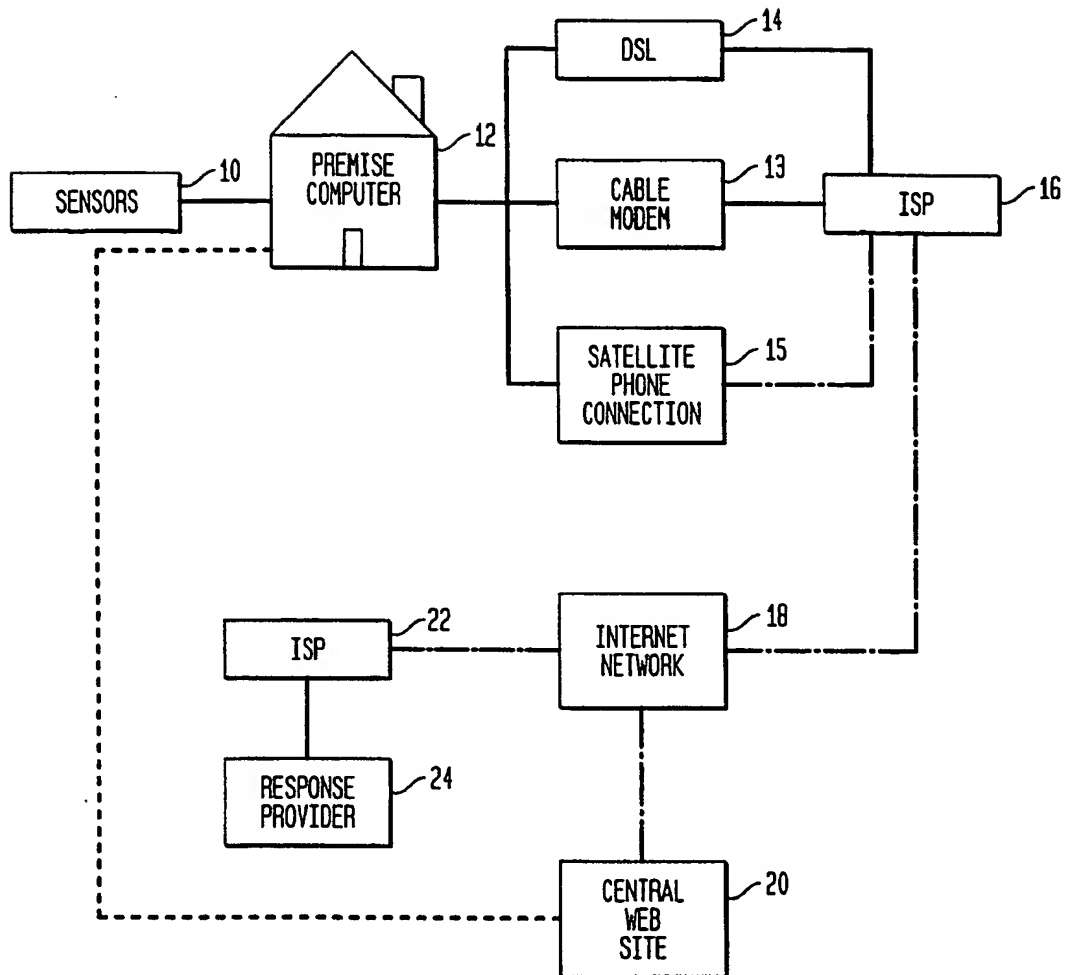 14
DSL
12
PREMISE
COMPUTER
10
SENSORS
13
CABLE
MODEM
16
ISP
15
SATELLITE
PHONE
CONNECTION
22
ISP
18
INTERNET
NETWORK
24
RESPONSE
PROVIDER
20
CENTRAL
WEB
SITE